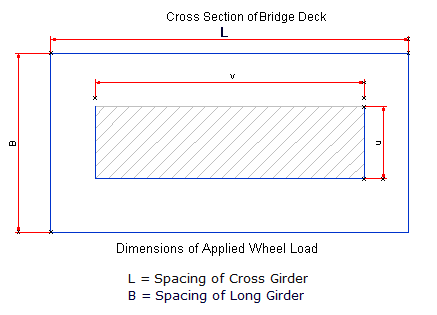 Cross Section of Bridge Deck
L
v
B
u
Dimensions of Applied Wheel Load
L = Spacing of Cross Girder
B = Spacing of Long Girder